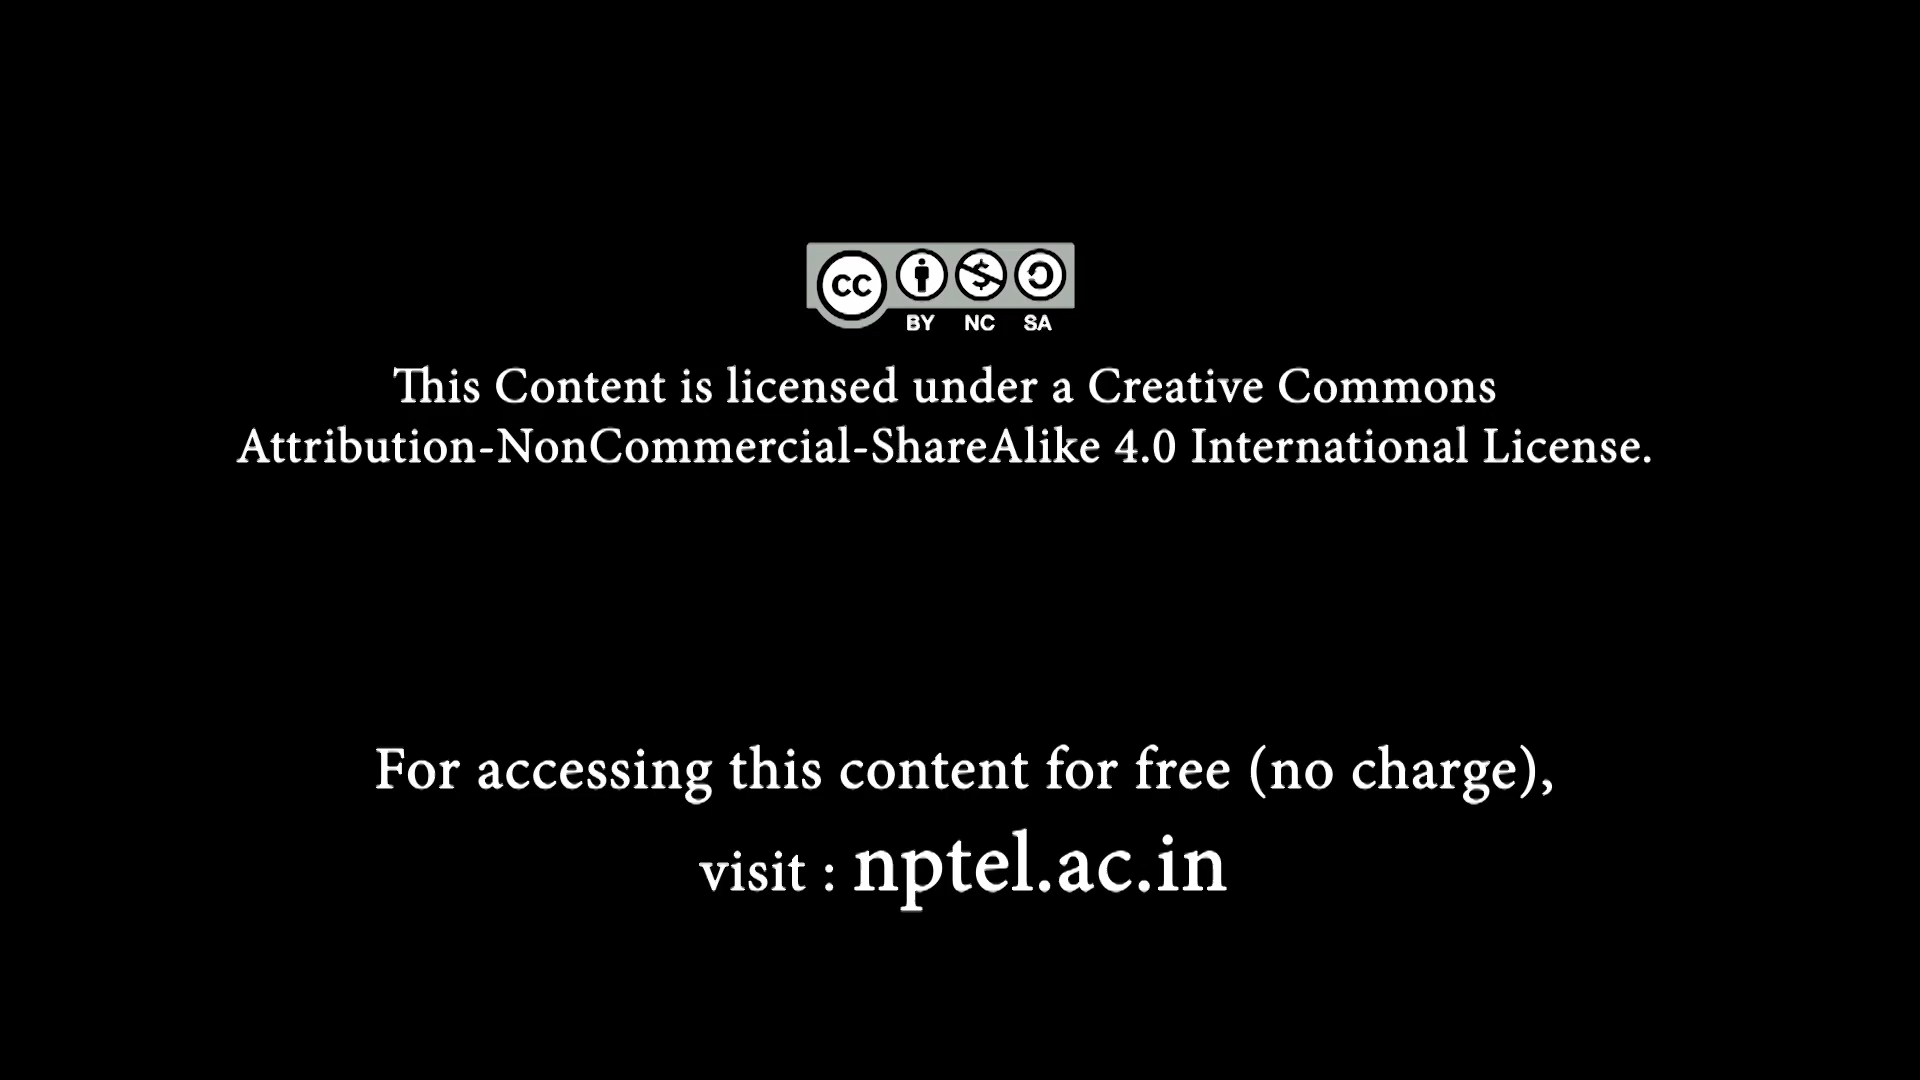 cc
BY NC SA
This Content is licensed under a Creative Commons
Attribution-NonCommercial-ShareAlike 4.0 International License.
For accessing this content for free (no charge),
visit : nptel.ac.in